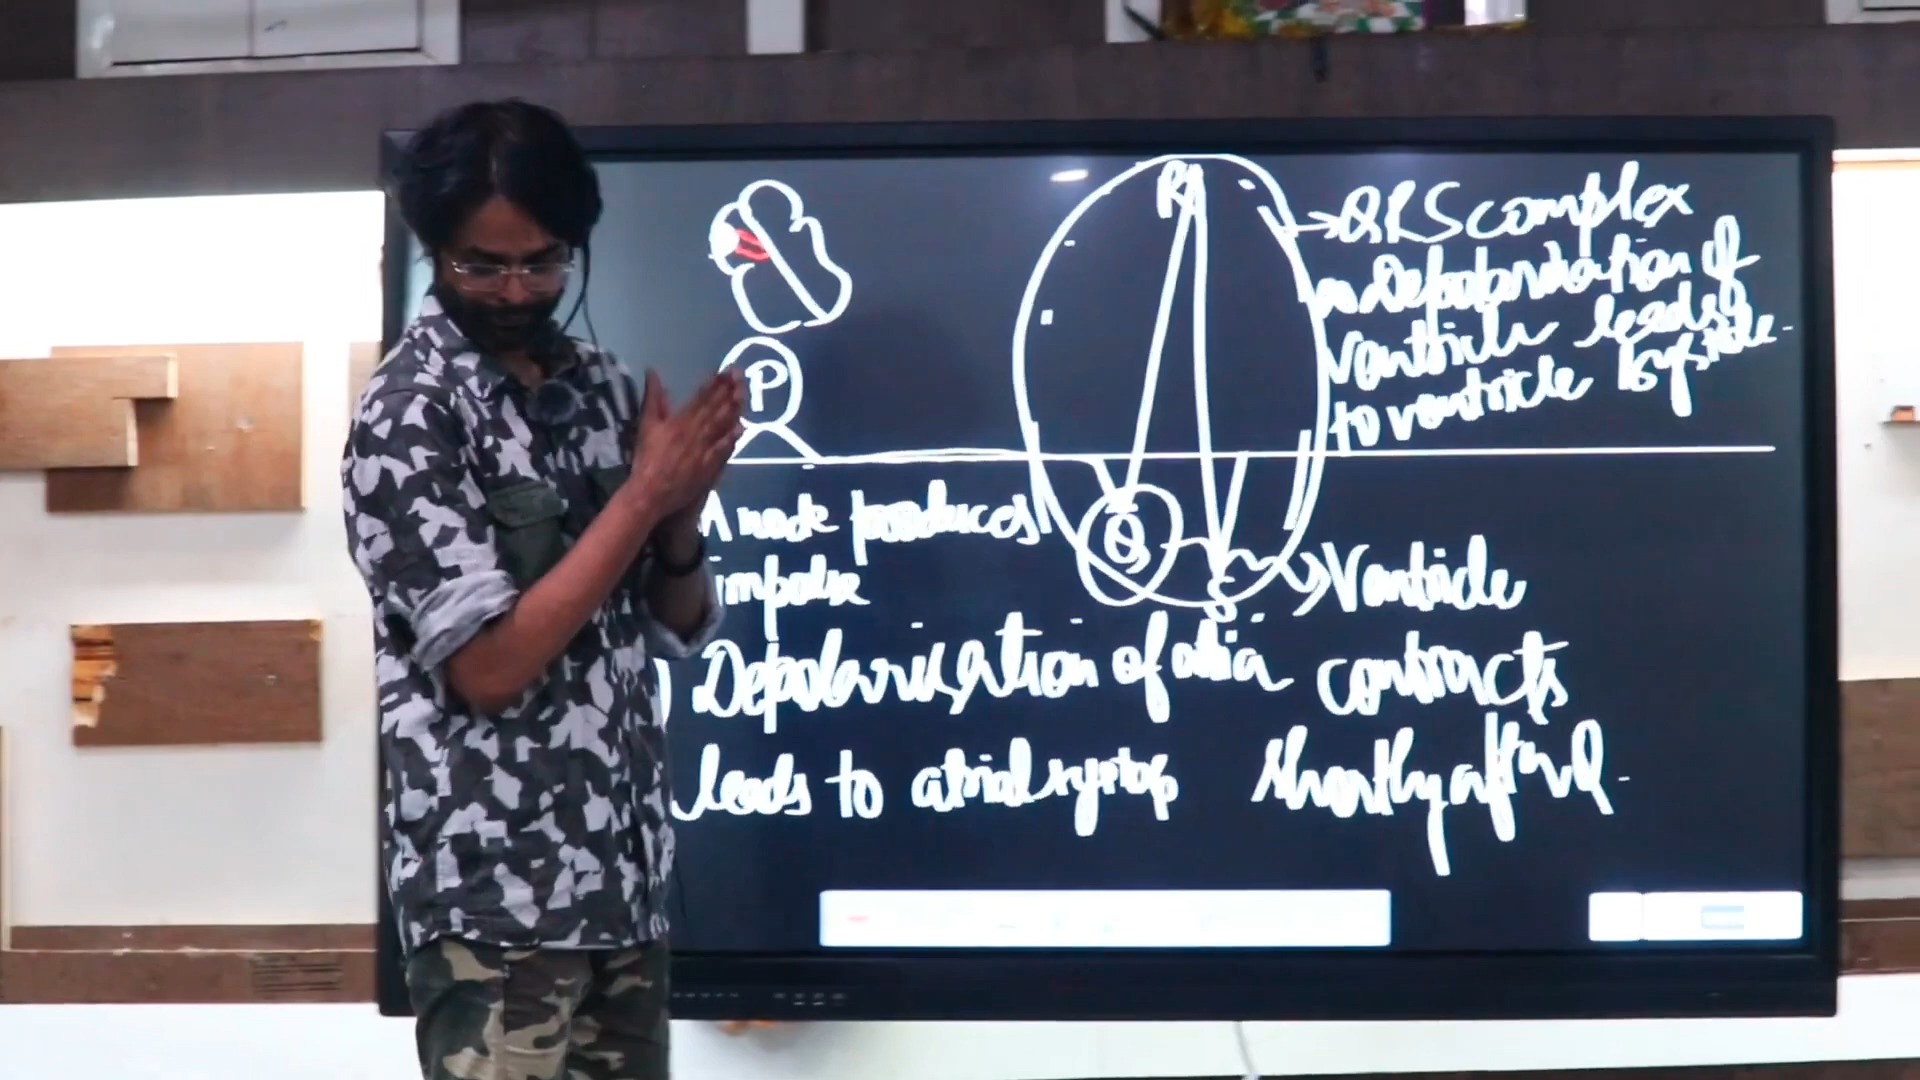 R
→ QRS complex
Depolarisation of
Ventricle leads
to ventricle systole.
P
A node produces
impulse
Q
S
→ Ventricle
) Depolarisation of atria
contracts
leads to atrial systop
shortly after Q.